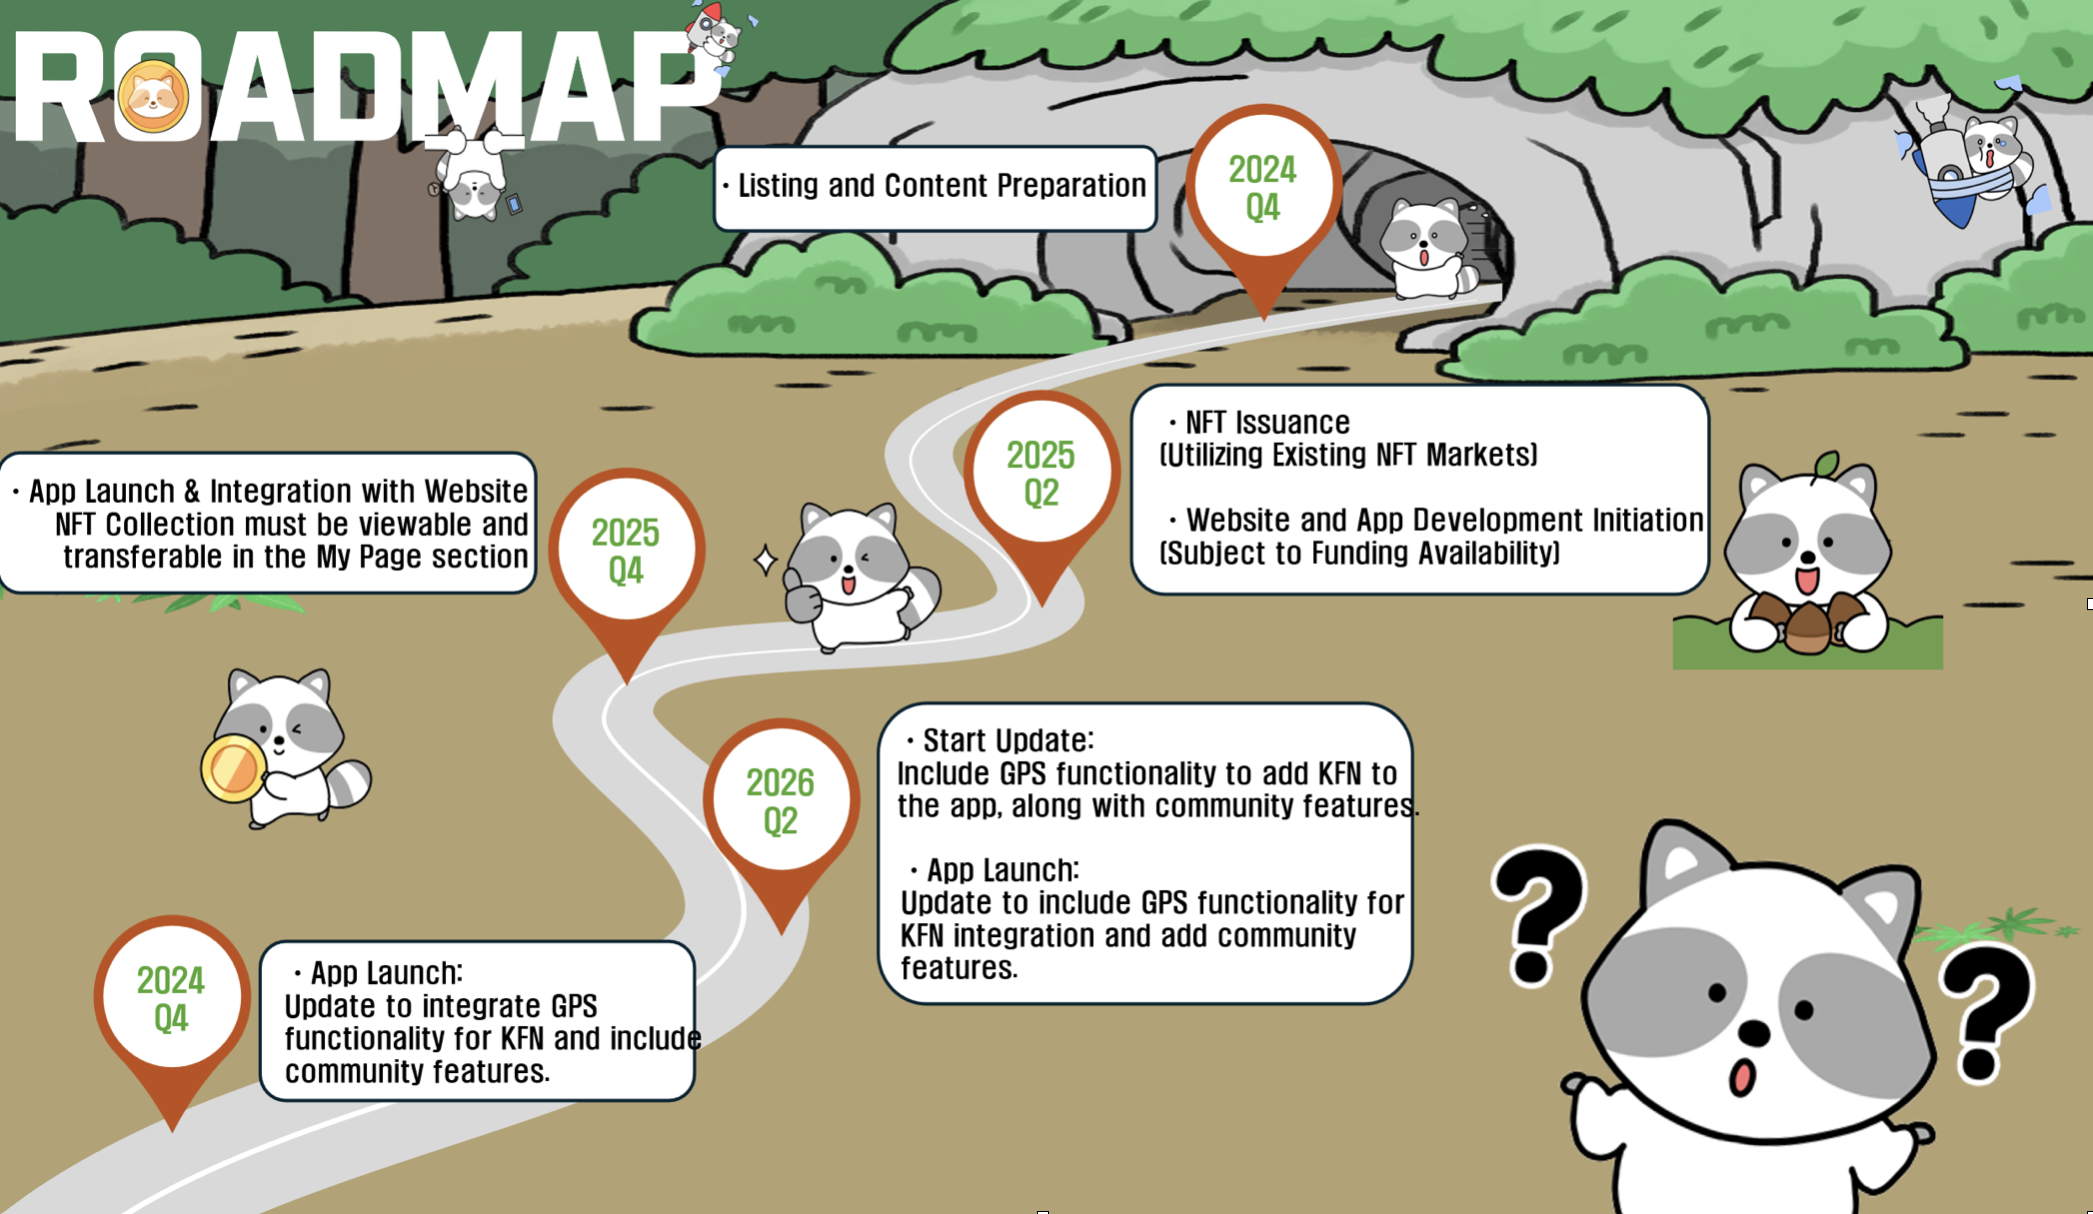 ROADMAP
· Listing and Content Preparation
2024
Q4
2025
Q2
· NFT Issuance
(Utilizing Existing NFT Markets)
· Website and App Development Initiation
(Subject to Funding Availability)
· App Launch & Integration with Website
NFT Collection must be viewable and
transferable in the My Page section
2025
Q4
2026
Q2
· Start Update:
Include GPS functionality to add KFN to
the app, along with community features.
· App Launch:
Update to include GPS functionality for
KFN integration and add community
features.
2024
Q4
· App Launch:
Update to integrate GPS
functionality for KFN and include
community features.
? ?